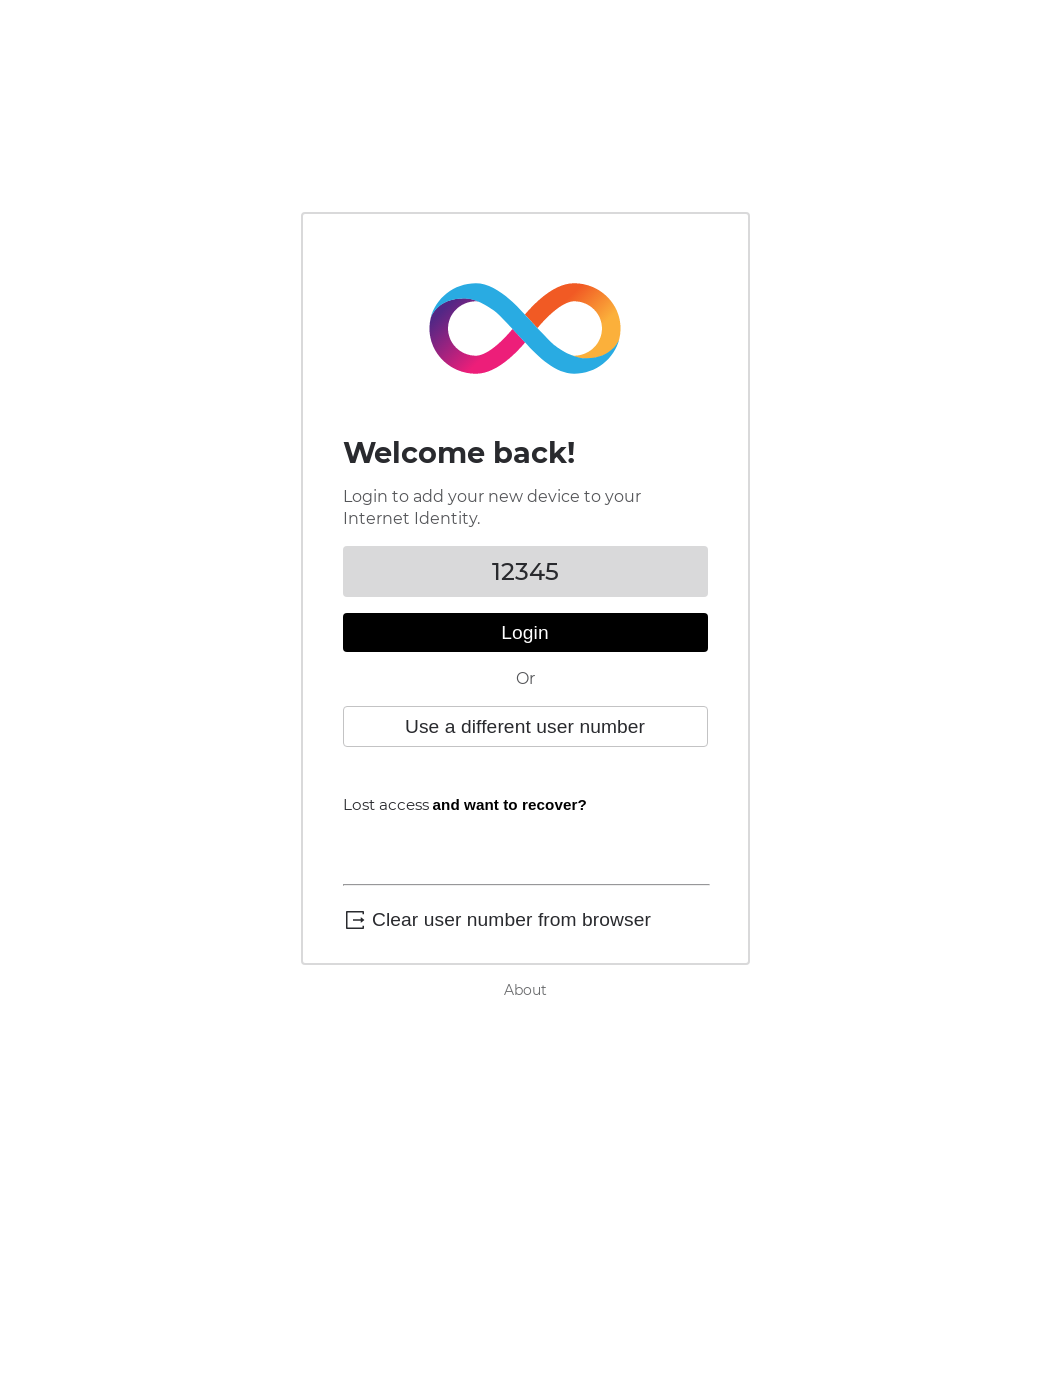 Welcome back!
Login to add your new device to your
Internet Identity.
12345
Login
Or
Use a different user number
Lost access and want to recover?
Clear user number from browser
About